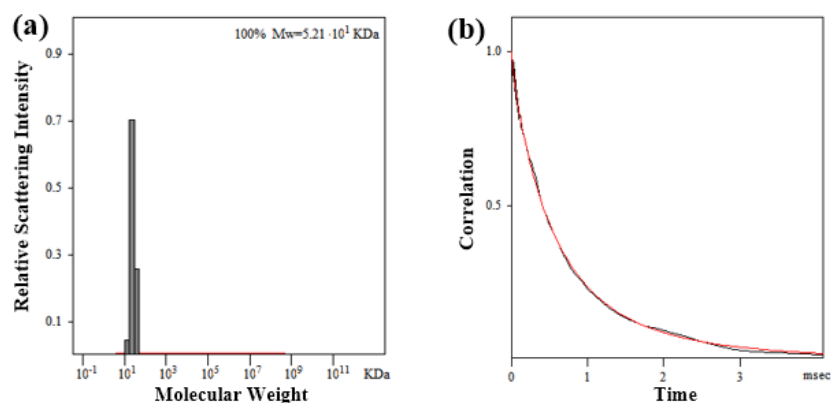 (a)
100% Mw=5.21 ·10¹ KDa
Relative Scattering Intensity
0.9
0.7
0.5
0.3
0.1
10⁻¹ 10¹ 10³ 10⁵ 10⁷ 10⁹ 10¹¹ KDa
Molecular Weight
(b)
Correlation
1.0
0.5
0 1 2 3 msec
Time